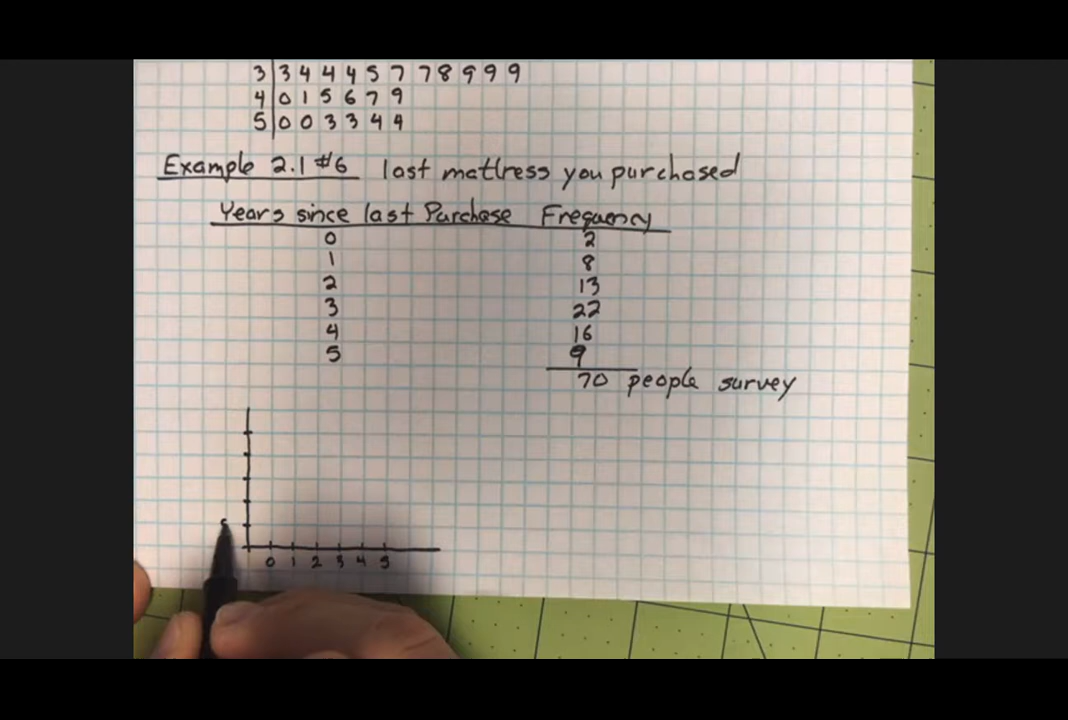 3 | 3 4 4 4 5 7 7 8 9 9 9
4 | 0 1 5 6 7 9
5 | 0 0 3 3 4 4
Example 2.1 #6 last mattress you purchased
Years since last Purchase Frequency
0 2
1 8
2 13
3 22
4 16
5 9
70 people survey
0 1 2 3 4 5